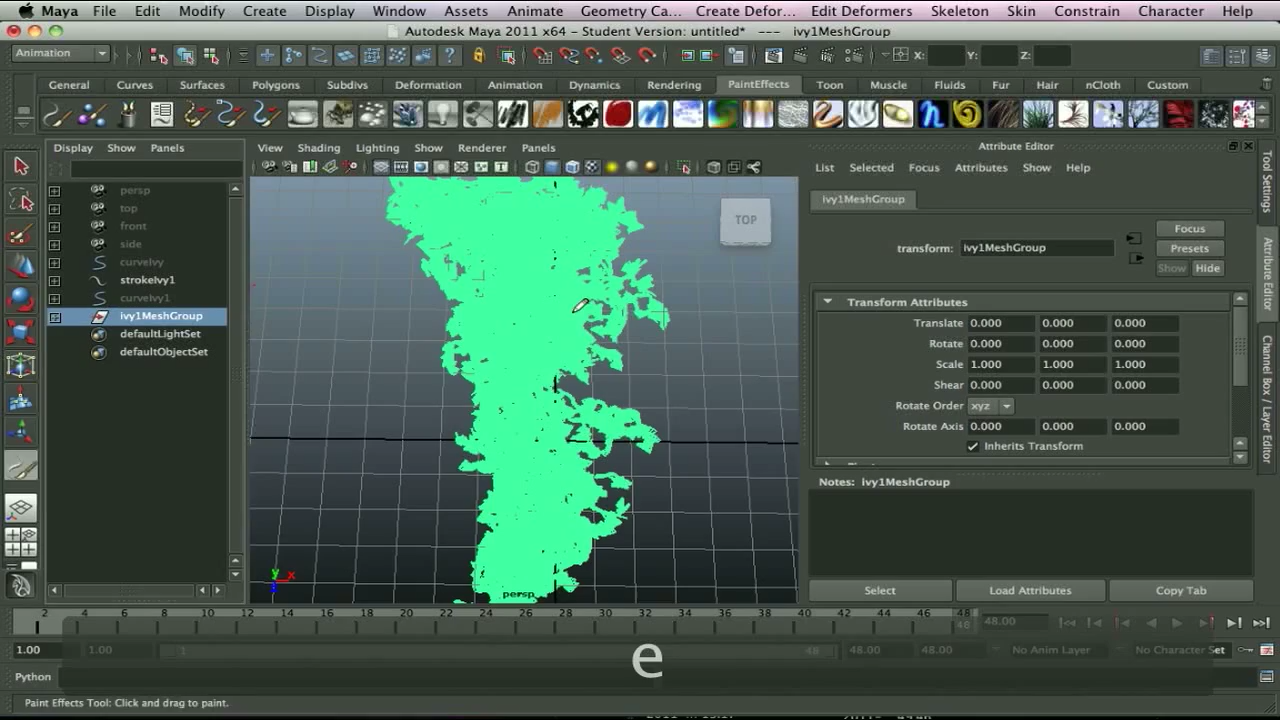 Maya File Edit Modify Create Display Window Assets Animate Geometry Ca... Create Defor... Edit Deformers Skeleton Skin Constrain Character Help
Autodesk Maya 2011 x64 - Student Version: untitled* --- ivy1MeshGroup
Animation X: Y: Z:
General Curves Surfaces Polygons Subdivs Deformation Animation Dynamics Rendering PaintEffects Toon Muscle Fluids Fur Hair nCloth Custom
Display Show Panels
View Shading Lighting Show Renderer Panels
persp
top
front
side
curveIvy
strokeIvy1
curveIvy1
ivy1MeshGroup
defaultLightSet
defaultObjectSet
TOP
y x
persp
Attribute Editor
List Selected Focus Attributes Show Help
ivy1MeshGroup
Focus
transform: ivy1MeshGroup Presets
Show Hide
Transform Attributes
Translate 0.000 0.000 0.000
Rotate 0.000 0.000 0.000
Scale 1.000 1.000 1.000
Shear 0.000 0.000 0.000
Rotate Order xyz
Rotate Axis 0.000 0.000 0.000
Inherits Transform
Notes: ivy1MeshGroup
Select Load Attributes Copy Tab
Tool Settings
Attribute Editor
Channel Box / Layer Editor
2 4 6 8 10 12 14 16 18 20 22 24 26 28 30 32 34 36 38 40 42 44 46 48
48 48.00
1.00 1.00 1 48 48.00 48.00 No Anim Layer No Character Set
e
Python
Paint Effects Tool: Click and drag to paint.